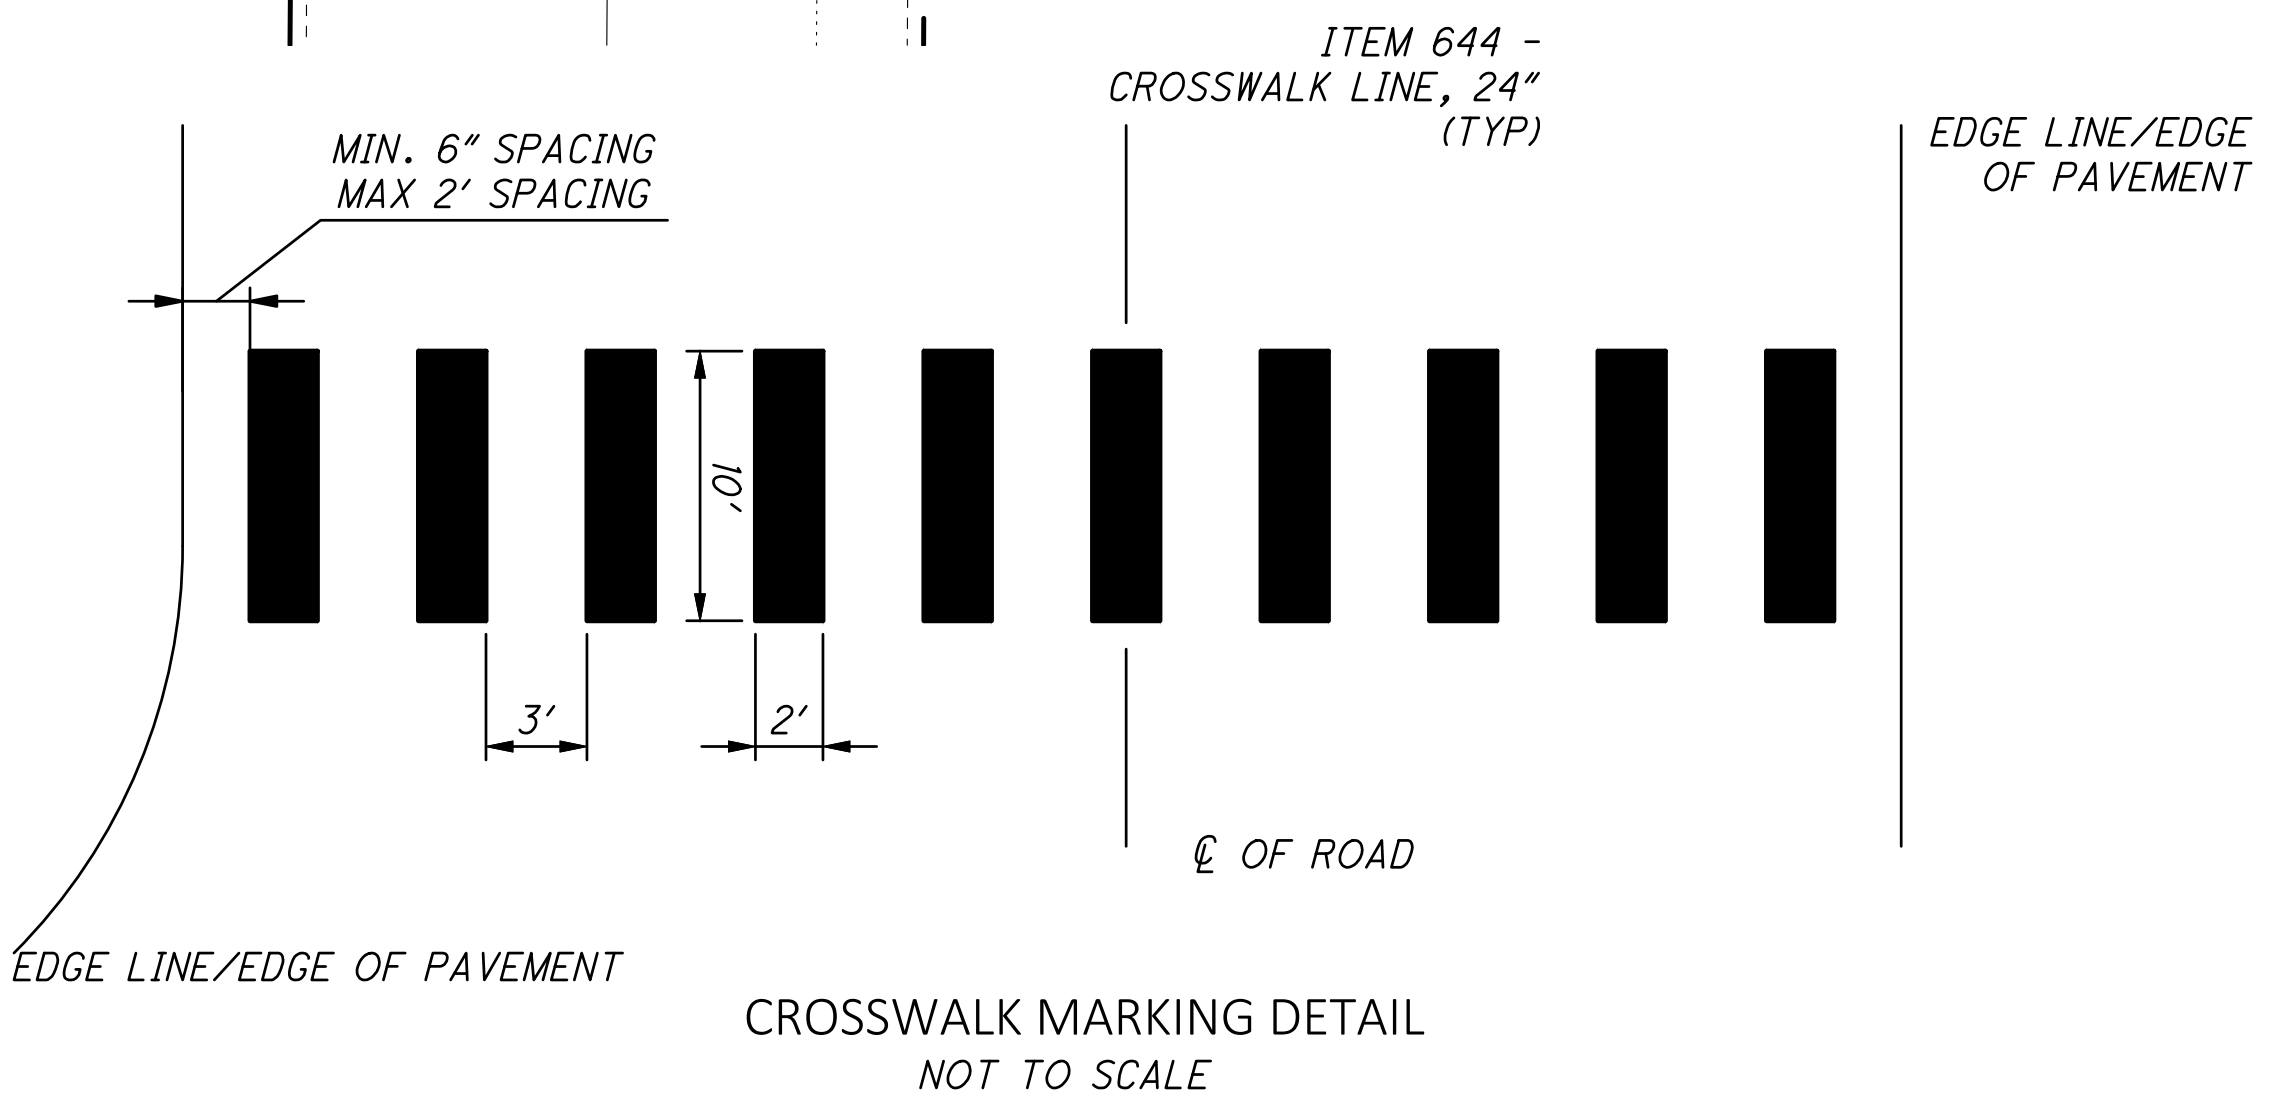 ITEM 644 -
CROSSWALK LINE, 24"
(TYP)
MIN. 6" SPACING
MAX 2' SPACING
EDGE LINE/EDGE
OF PAVEMENT
10'
3'
2'
℄ OF ROAD
EDGE LINE/EDGE OF PAVEMENT
CROSSWALK MARKING DETAIL
NOT TO SCALE